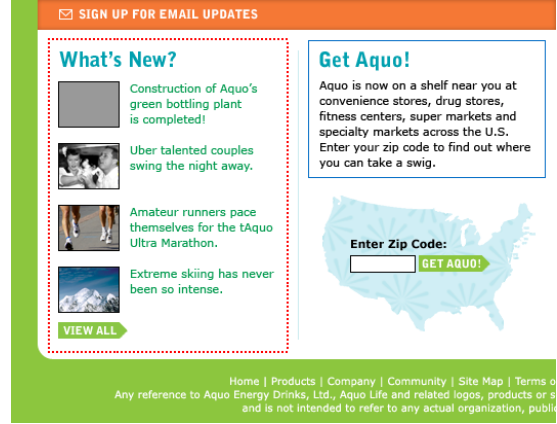 SIGN UP FOR EMAIL UPDATES
What's New?
Construction of Aquo's
green bottling plant
is completed!
Uber talented couples
swing the night away.
Amateur runners pace
themselves for the tAquo
Ultra Marathon.
Extreme skiing has never
been so intense.
VIEW ALL
Get Aquo!
Aquo is now on a shelf near you at
convenience stores, drug stores,
fitness centers, super markets and
specialty markets across the U.S.
Enter your zip code to find out where
you can take a swig.
Enter Zip Code:
GET AQUO!
Home | Products | Company | Community | Site Map | Terms o
Any reference to Aquo Energy Drinks, Ltd., Aquo Life and related logos, products or s
and is not intended to refer to any actual organization, public